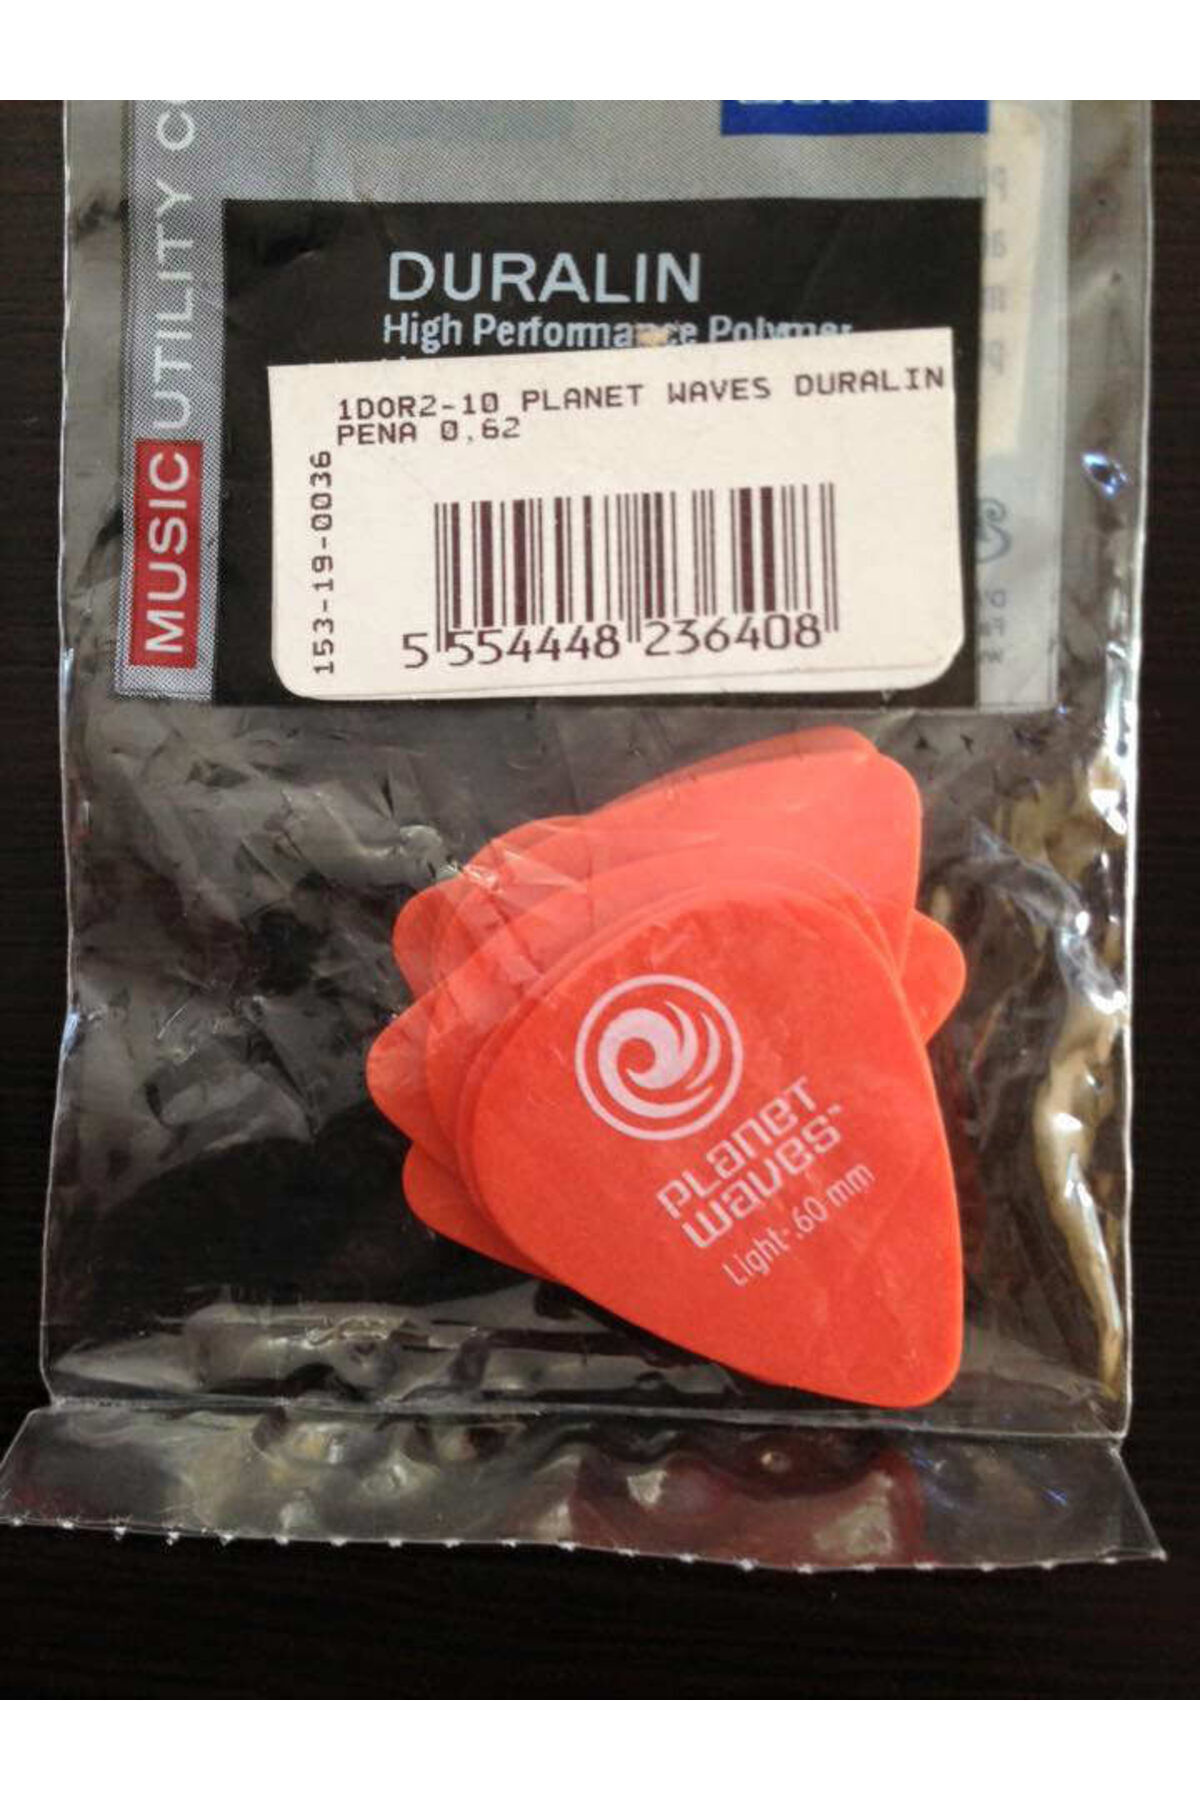 MUSIC UTILITY
DURALIN
High Performance Polymer
1DOR2-10 PLANET WAVES DURALIN
PENA 0,62
153-19-0036
5 554448 236408
PLANET
WAVES™
Light-.60 mm